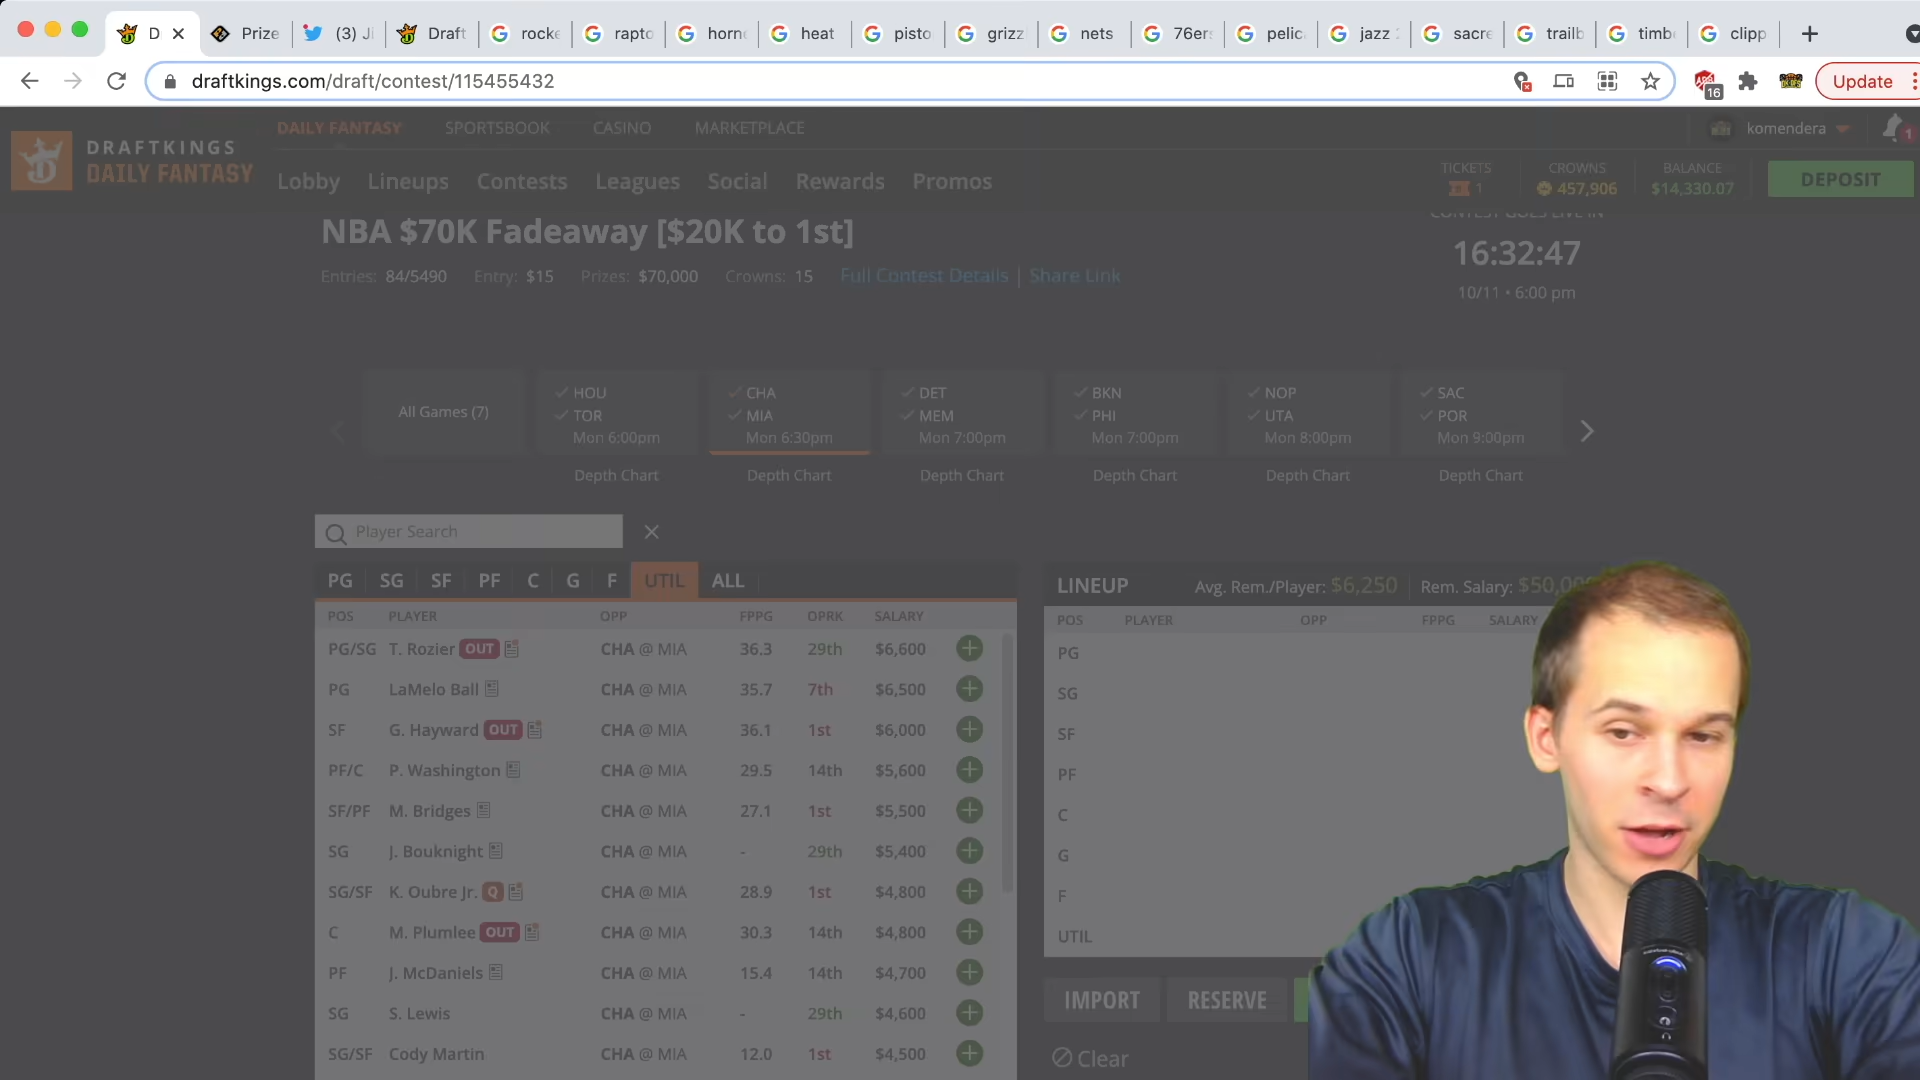 D
Prize
(3) Ji
Draft
rocke
rapto
horne
heat
pisto
grizz
nets
76ers
pelic
jazz
sacre
trailb
timbe
clipp
draftkings.com/draft/contest/115455432
16
Update
DRAFTKINGS
DAILY FANTASY
DAILY FANTASY SPORTSBOOK CASINO MARKETPLACE
komendera
1
Lobby Lineups Contests Leagues Social Rewards Promos
TICKETS
1
CROWNS
457,906
BALANCE
$14,330.07
DEPOSIT
NBA $70K Fadeaway [$20K to 1st]
CONTEST GOES LIVE IN
16:32:47
10/11 • 6:00 pm
Entries: 84/5490 Entry: $15 Prizes: $70,000 Crowns: 15 Full Contest Details | Share Link
All Games (7)
HOU
TOR
Mon 6:00pm
Depth Chart
CHA
MIA
Mon 6:30pm
Depth Chart
DET
MEM
Mon 7:00pm
Depth Chart
BKN
PHI
Mon 7:00pm
Depth Chart
NOP
UTA
Mon 8:00pm
Depth Chart
SAC
POR
Mon 9:00pm
Depth Chart
Player Search
PG SG SF PF C G F UTIL ALL
POS PLAYER OPP FPPG OPRK SALARY
PG/SG T. Rozier OUT CHA @ MIA 36.3 29th $6,600
PG LaMelo Ball CHA @ MIA 35.7 7th $6,500
SF G. Hayward OUT CHA @ MIA 36.1 1st $6,000
PF/C P. Washington CHA @ MIA 29.5 14th $5,600
SF/PF M. Bridges CHA @ MIA 27.1 1st $5,500
SG J. Bouknight CHA @ MIA - 29th $5,400
SG/SF K. Oubre Jr. Q CHA @ MIA 28.9 1st $4,800
C M. Plumlee OUT CHA @ MIA 30.3 14th $4,800
PF J. McDaniels CHA @ MIA 15.4 14th $4,700
SG S. Lewis CHA @ MIA - 29th $4,600
SG/SF Cody Martin CHA @ MIA 12.0 1st $4,500
LINEUP Avg. Rem./Player: $6,250 Rem. Salary: $50,00
POS PLAYER OPP FPPG SALARY
PG
SG
SF
PF
C
G
F
UTIL
IMPORT RESERVE
Clear